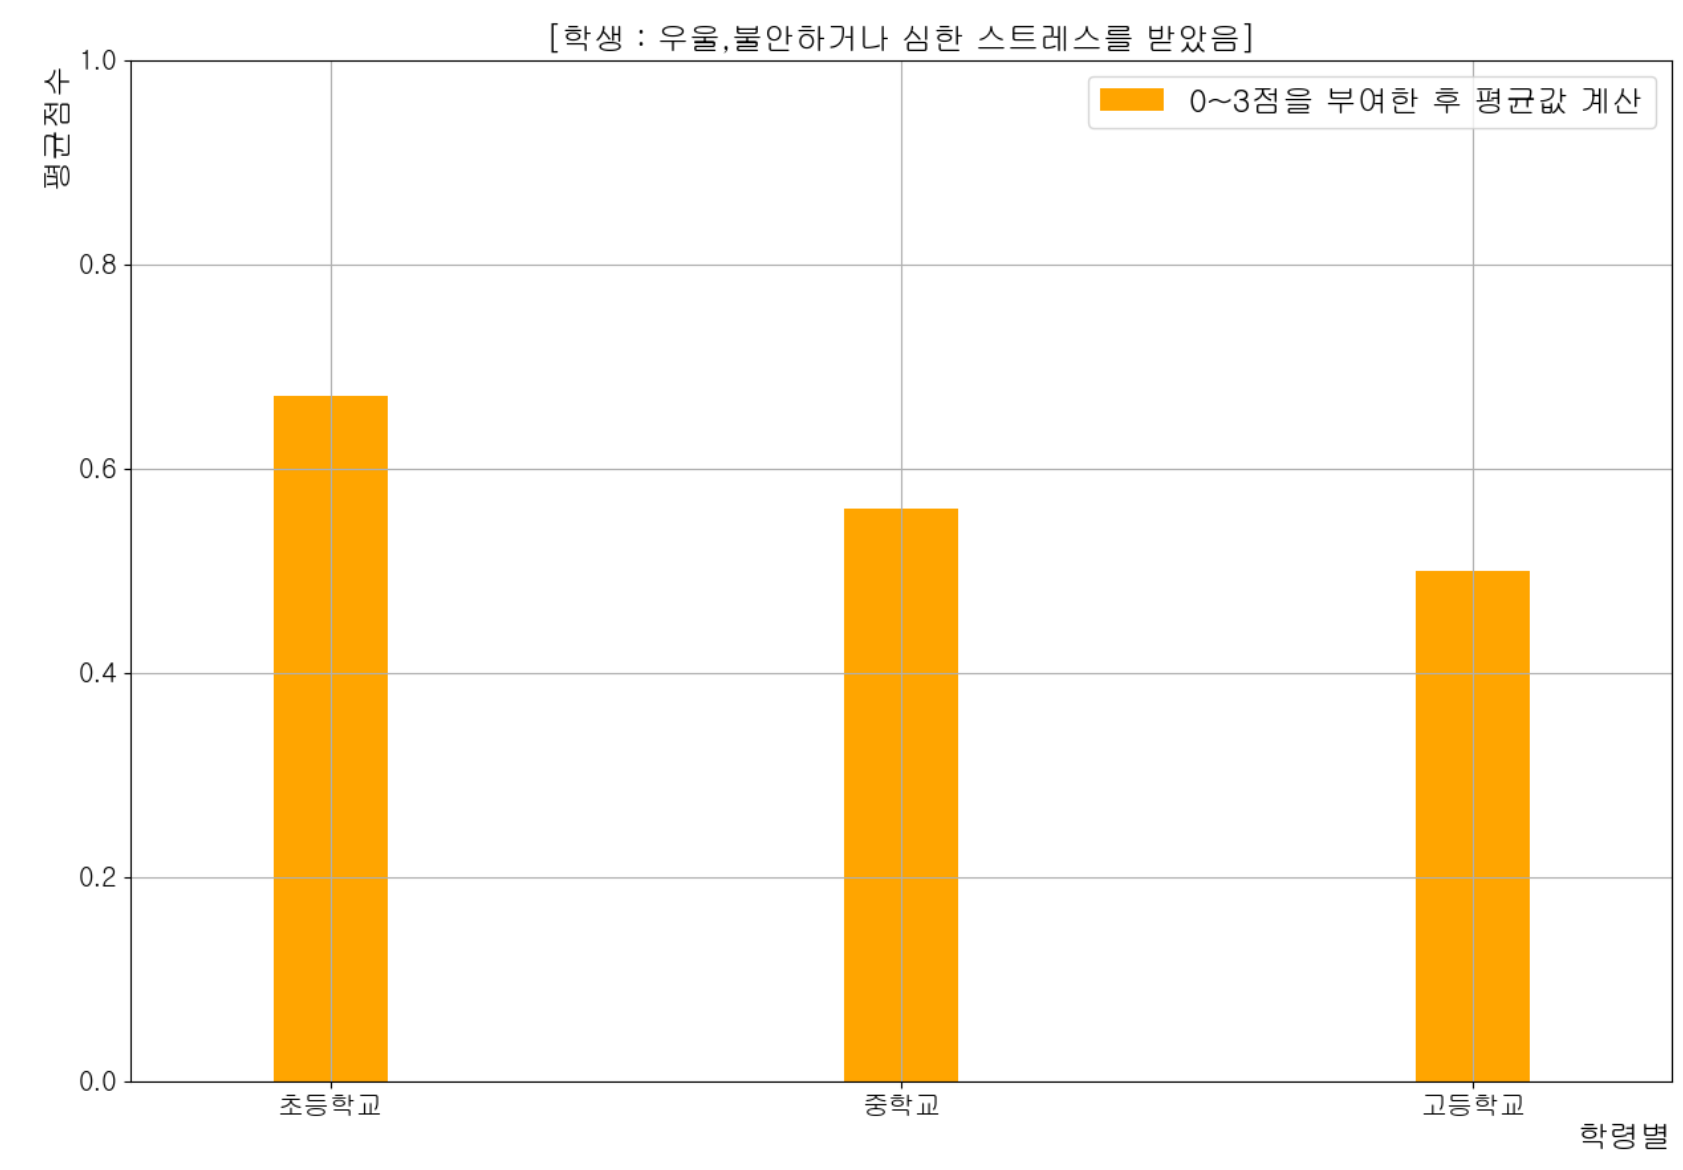 [학생 : 우울,불안하거나 심한 스트레스를 받았음]
평균점수
1.0
0.8
0.6
0.4
0.2
0.0
0~3점을 부여한 후 평균값 계산
초등학교 중학교 고등학교
학령별